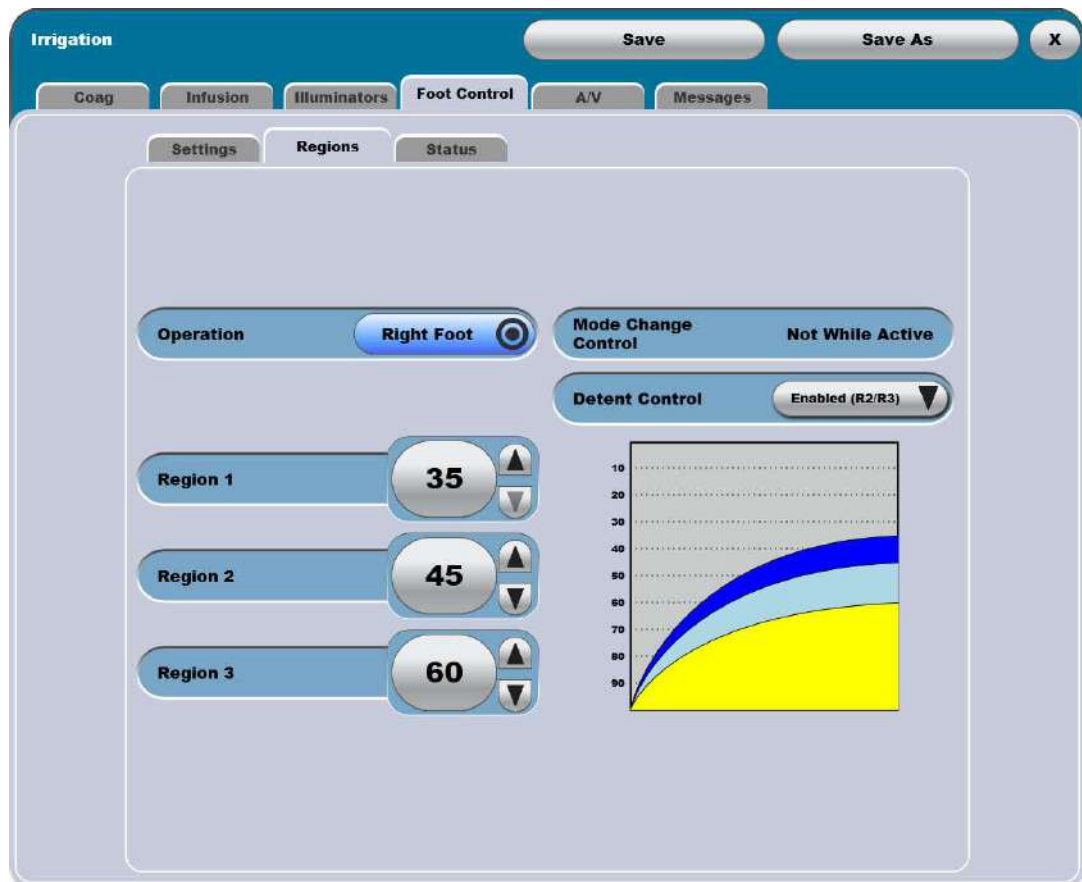 Irrigation
Save
Save As
X
Coag
Infusion
Illuminators
Foot Control
A/V
Messages
Settings
Regions
Status
Operation
Right Foot
Mode Change
Control
Not While Active
Detent Control
Enabled (R2/R3)
Region 1
35
Region 2
45
Region 3
60
10
20
30
40
50
60
70
80
90